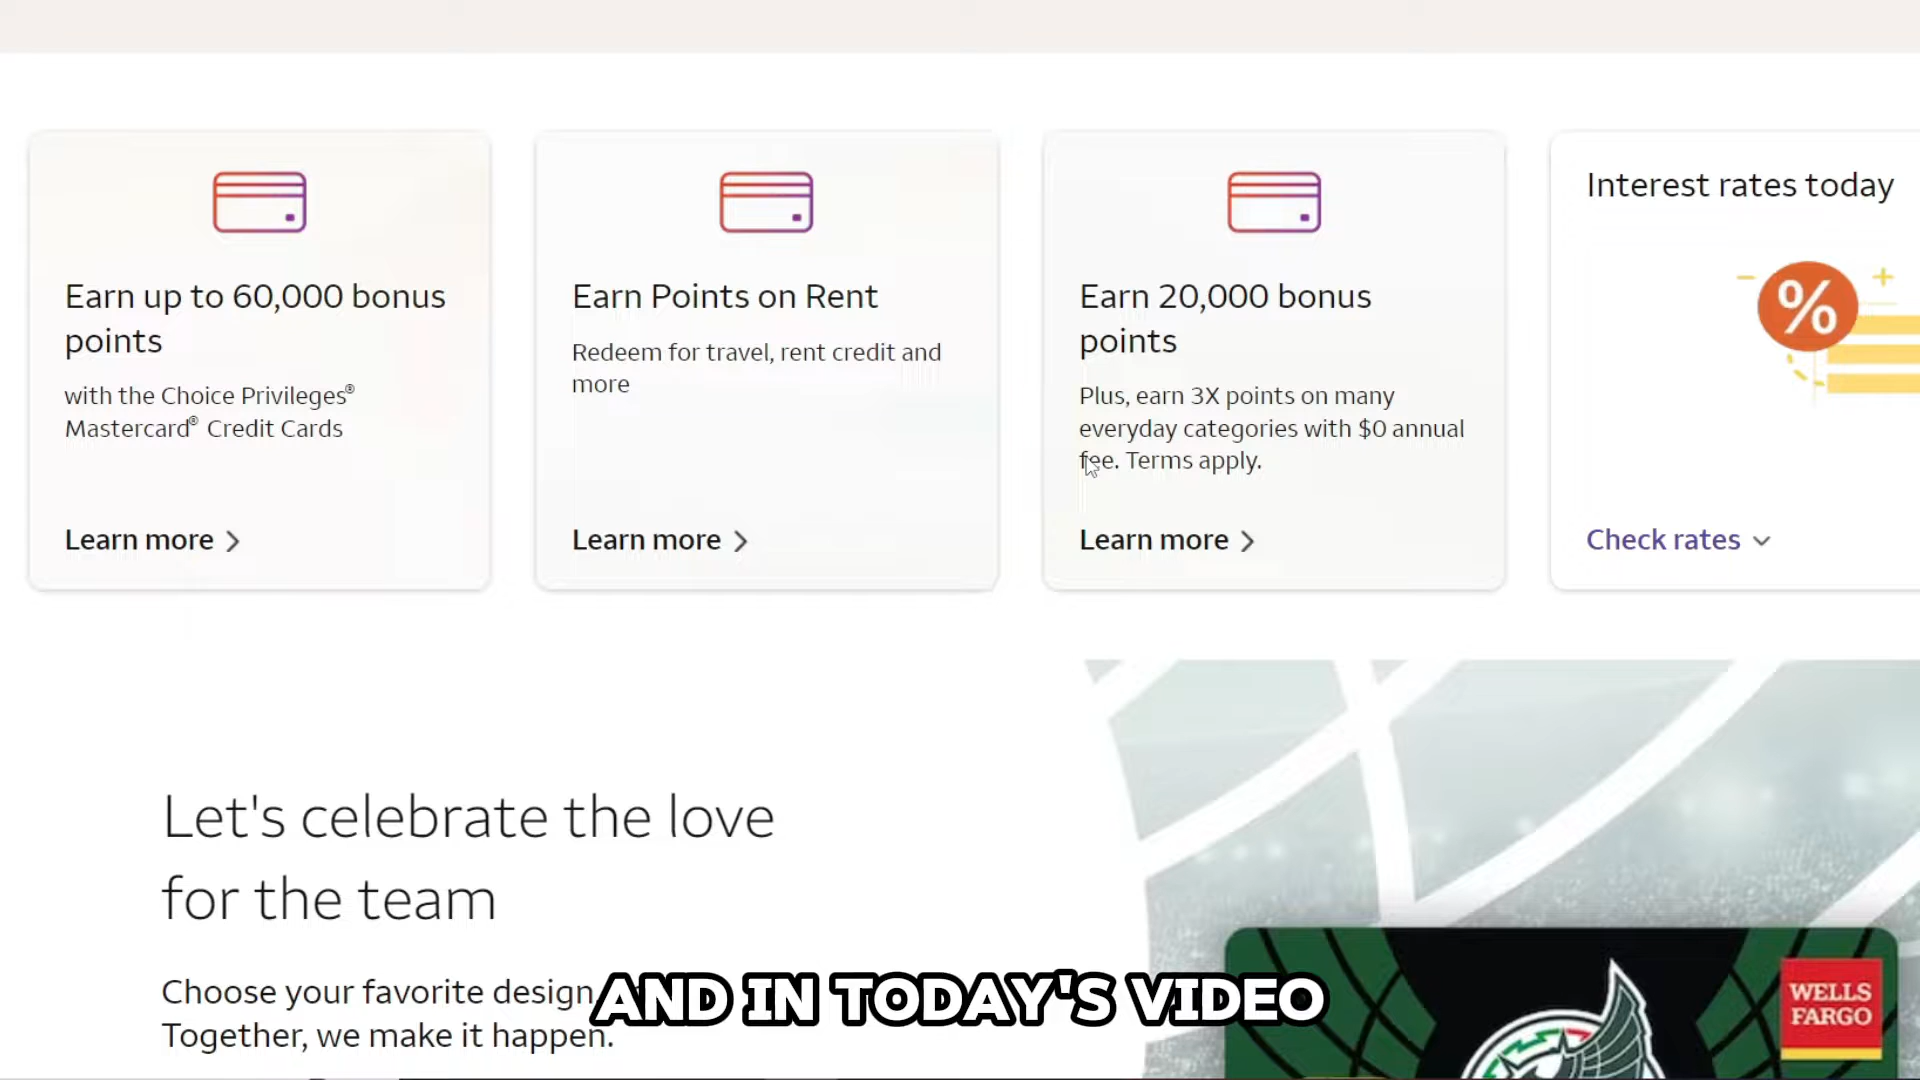 Earn up to 60,000 bonus
points
with the Choice Privileges®
Mastercard® Credit Cards
Learn more
Earn Points on Rent
Redeem for travel, rent credit and
more
Learn more
Earn 20,000 bonus
points
Plus, earn 3X points on many
everyday categories with $0 annual
fee. Terms apply.
Learn more
Interest rates today
%
Check rates
Let's celebrate the love
for the team
Choose your favorite design.
Together, we make it happen.
AND IN TODAY'S VIDEO
WELLS
FARGO